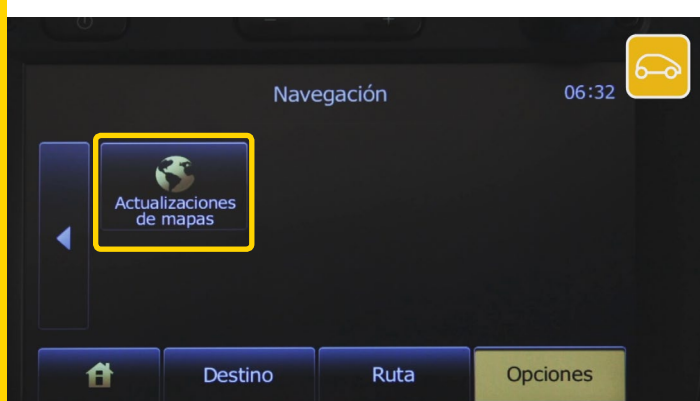 Navegación
06:32
Actualizaciones
de mapas
Destino
Ruta
Opciones